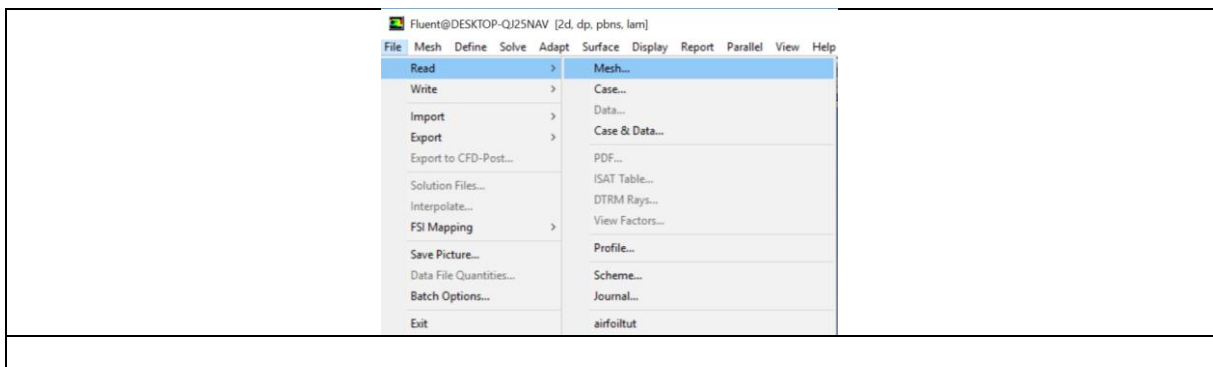 Fluent@DESKTOP-QJ25NAV [2d, dp, pbns, lam]
File Mesh Define Solve Adapt Surface Display Report Parallel View Help
Read >
Write >
Import >
Export >
Export to CFD-Post...
Solution Files...
Interpolate...
FSI Mapping >
Save Picture...
Data File Quantities...
Batch Options...
Exit
Mesh...
Case...
Data...
Case & Data...
PDF...
ISAT Table...
DTRM Rays...
View Factors...
Profile...
Scheme...
Journal...
airfoiltut